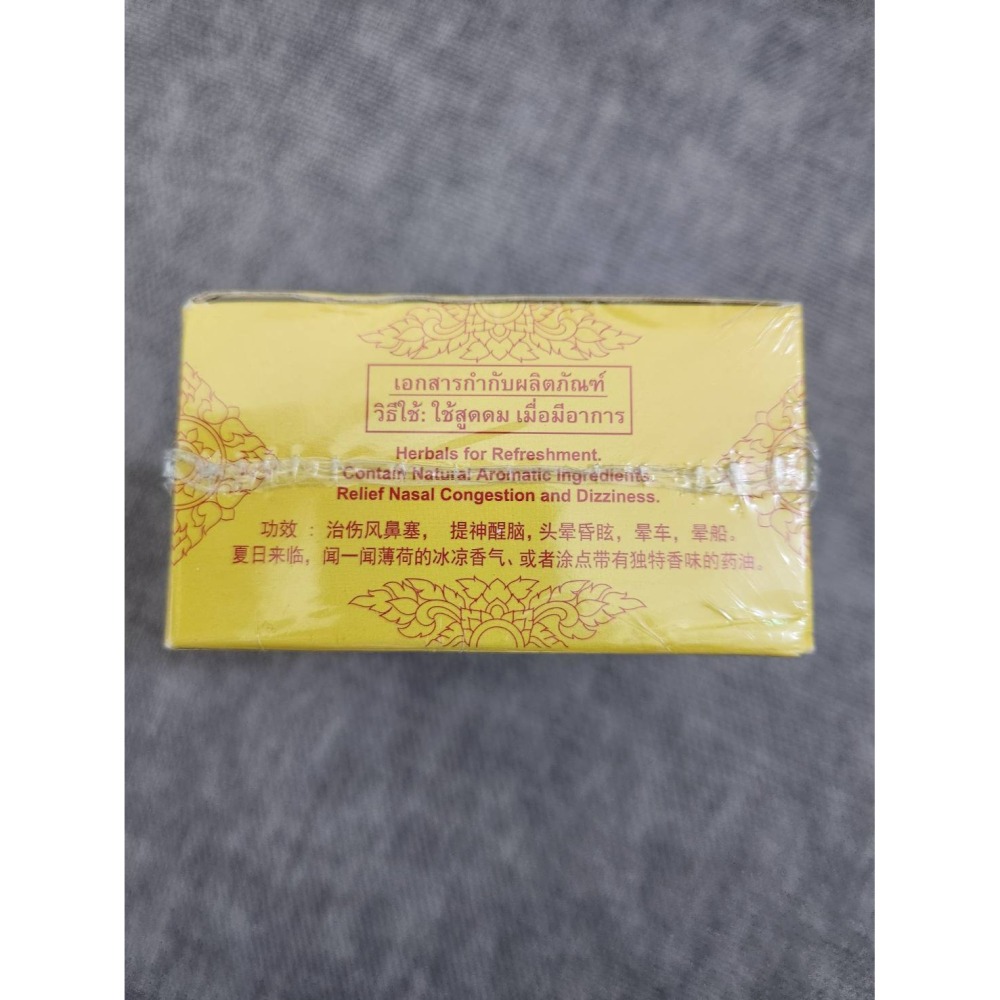 เอกสารกำกับผลิตภัณฑ์
วิธีใช้: ใช้สูดดม เมื่อมีอาการ
Herbals for Refreshment.
Contain Natural Aromatic Ingredients.
Relief Nasal Congestion and Dizziness.
功效 : 治伤风鼻塞, 提神醒脑, 头晕昏眩, 晕车, 晕船。
夏日来临, 闻一闻薄荷的冰凉香气、或者涂点带有独特香味的药油。